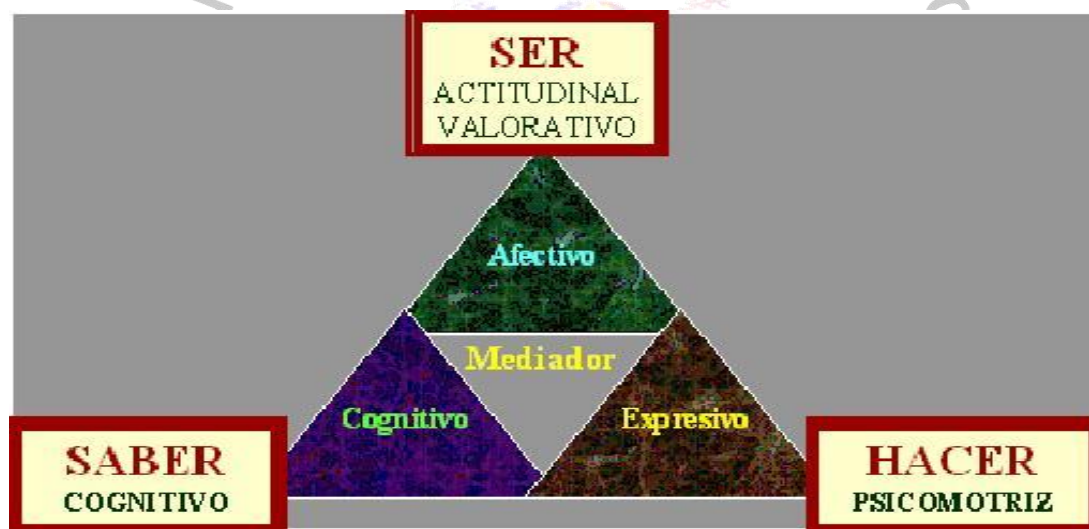 SER
ACTITUDINAL
VALORATIVO
Afectivo
Mediador
Cognitivo
Expresivo
SABER
COGNITIVO
HACER
PSICOMOTRIZ